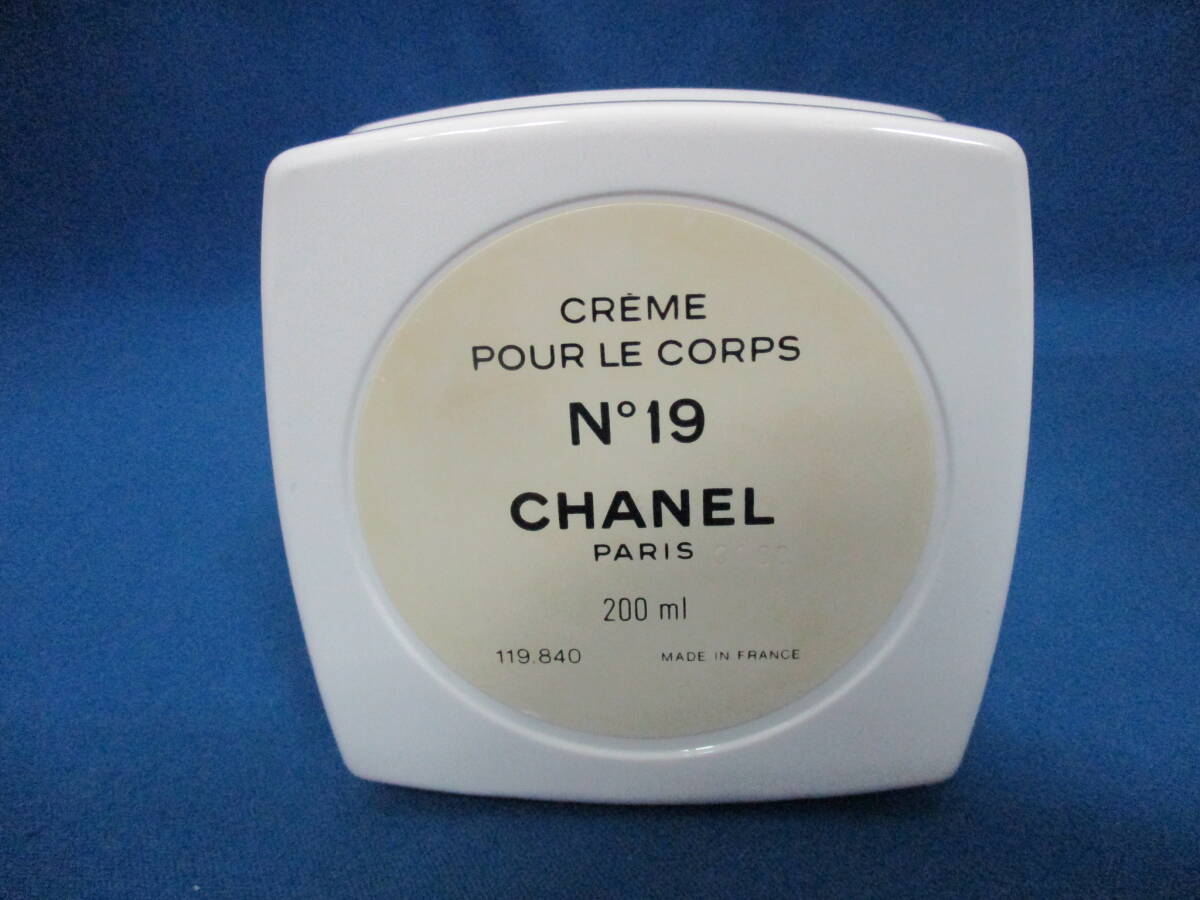 CRÈME
POUR LE CORPS
N°19
CHANEL
PARIS
200 ml
119.840 MADE IN FRANCE